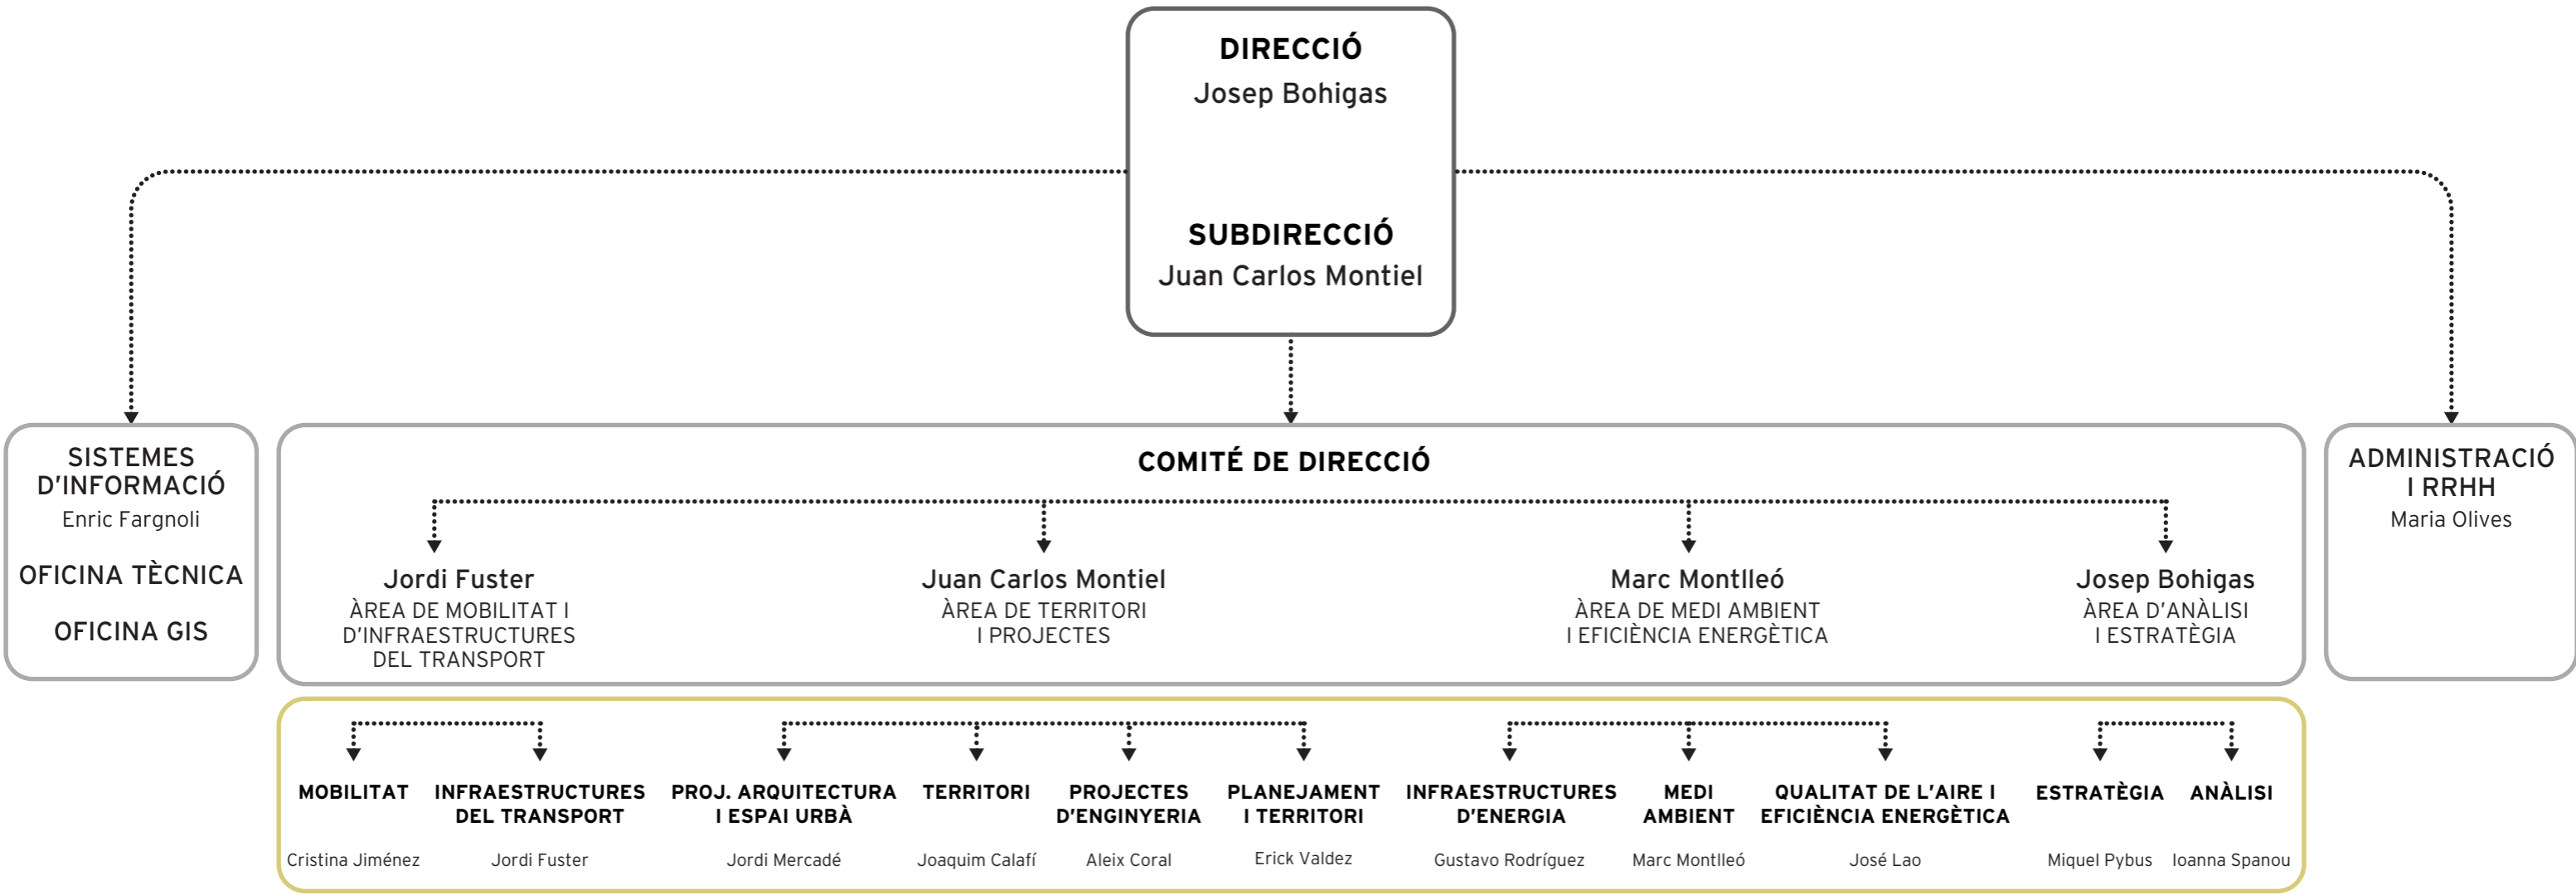 DIRECCIÓ
Josep Bohigas
SUBDIRECCIÓ
Juan Carlos Montiel
SISTEMES
D'INFORMACIÓ
Enric Fargnoli
OFICINA TÈCNICA
OFICINA GIS
COMITÉ DE DIRECCIÓ
Jordi Fuster
ÀREA DE MOBILITAT I
D'INFRAESTRUCTURES
DEL TRANSPORT
Juan Carlos Montiel
ÀREA DE TERRITORI
I PROJECTES
Marc Montlleó
ÀREA DE MEDI AMBIENT
I EFICIÈNCIA ENERGÈTICA
Josep Bohigas
ÀREA D'ANÀLISI
I ESTRATÈGIA
ADMINISTRACIÓ
I RRHH
Maria Olives
MOBILITAT
Cristina Jiménez
INFRAESTRUCTURES
DEL TRANSPORT
Jordi Fuster
PROJ. ARQUITECTURA
I ESPAI URBÀ
Jordi Mercadé
TERRITORI
Joaquim Calafí
PROJECTES
D'ENGINYERIA
Aleix Coral
PLANEJAMENT
I TERRITORI
Erick Valdez
INFRAESTRUCTURES
D'ENERGIA
Gustavo Rodríguez
MEDI
AMBIENT
Marc Montlleó
QUALITAT DE L'AIRE I
EFICIÈNCIA ENERGÈTICA
José Lao
ESTRATÈGIA
Miquel Pybus
ANÀLISI
Ioanna Spanou